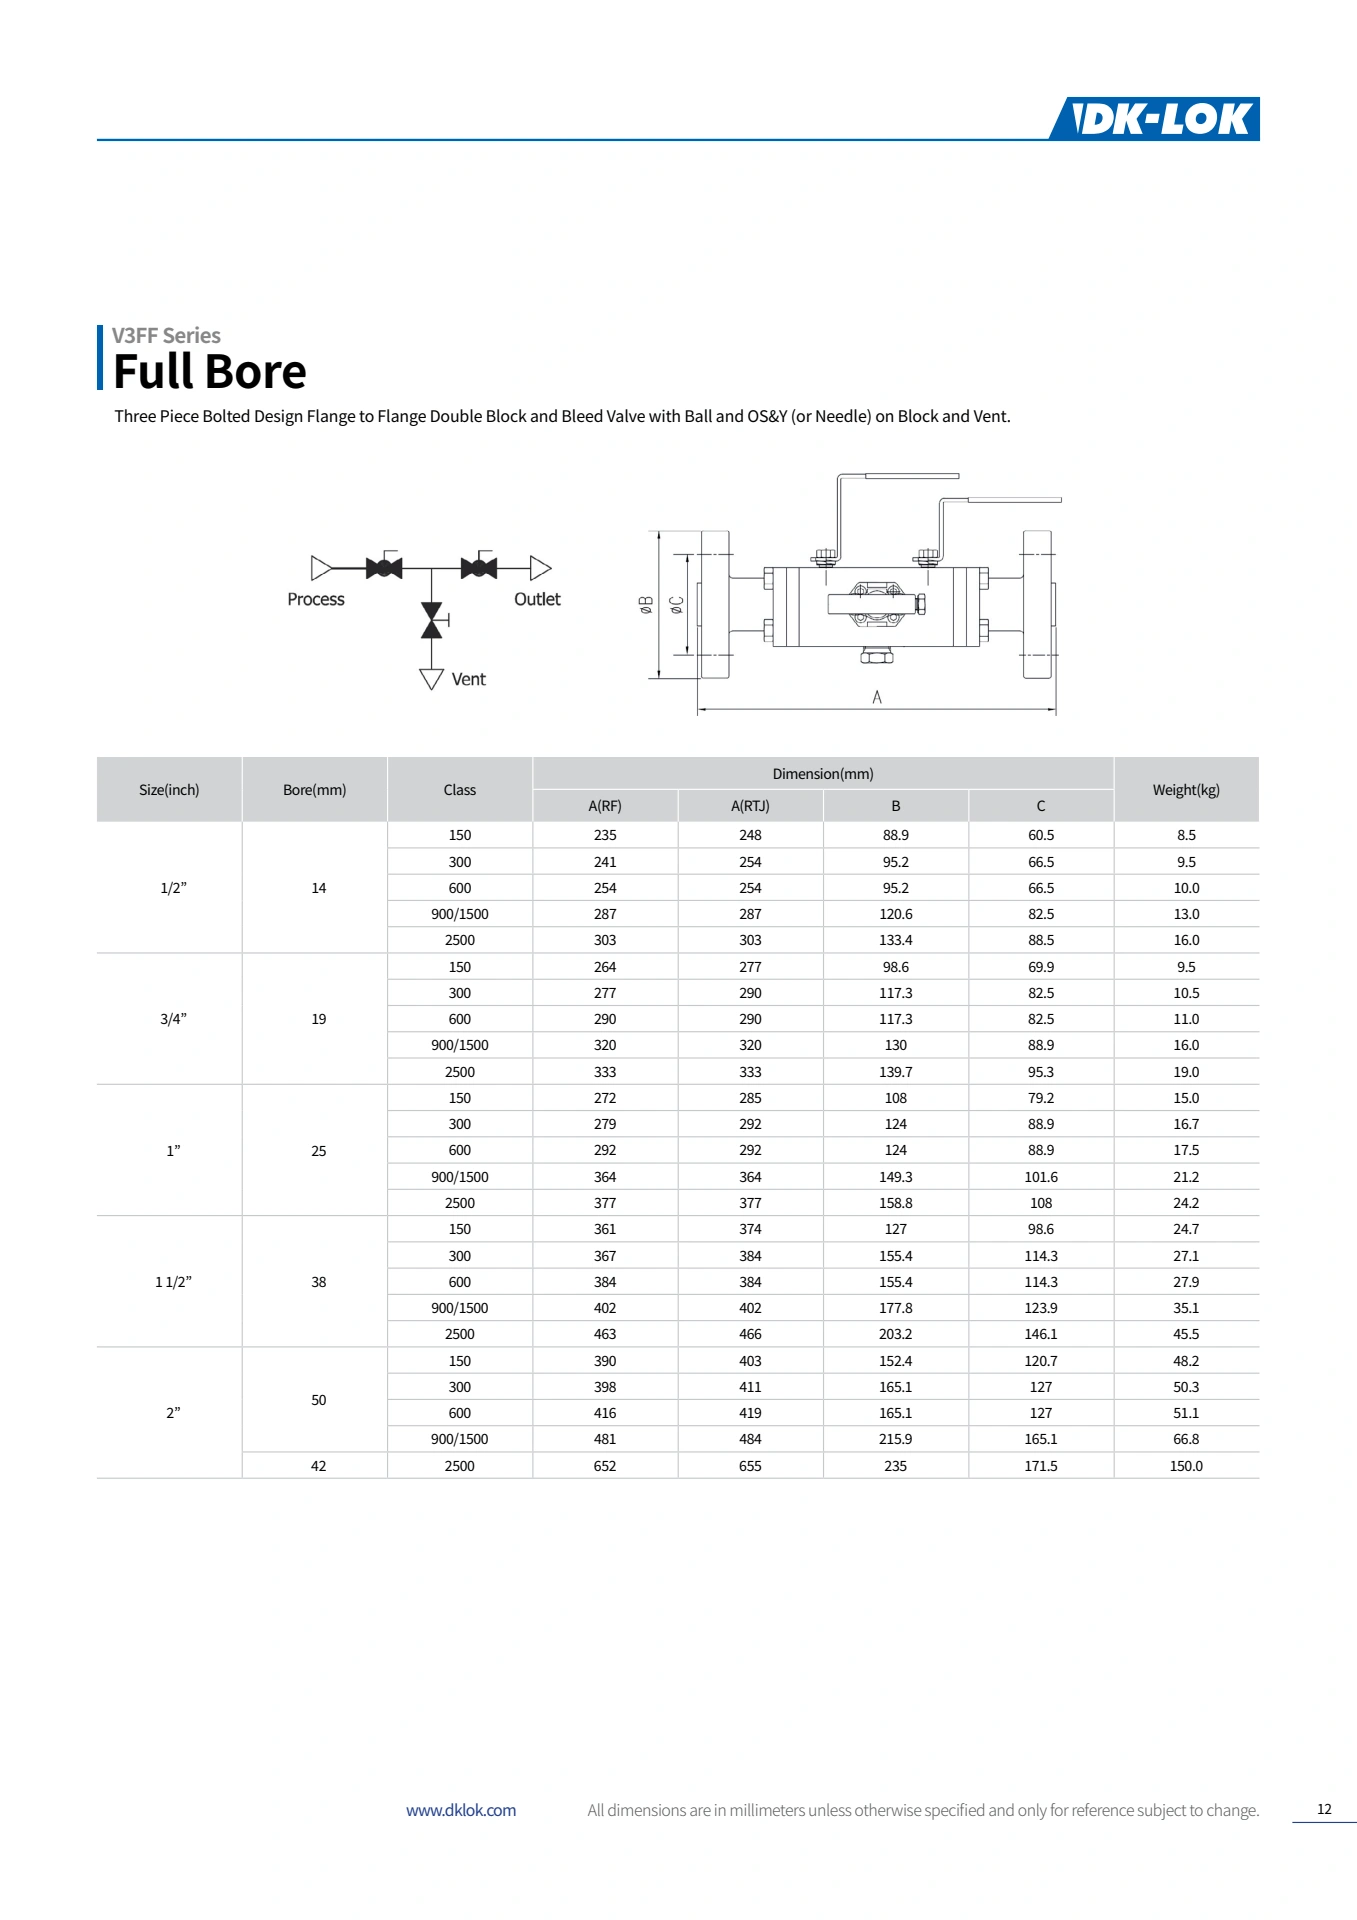 DK-LOK
V3FF Series
Full Bore
Three Piece Bolted Design Flange to Flange Double Block and Bleed Valve with Ball and OS&Y (or Needle) on Block and Vent.
Process
Outlet
Vent
øB
øC
A
Size(inch) Bore(mm) Class Dimension(mm) Weight(kg)
A(RF) A(RTJ) B C
1/2” 14 150 235 248 88.9 60.5 8.5
300 241 254 95.2 66.5 9.5
600 254 254 95.2 66.5 10.0
900/1500 287 287 120.6 82.5 13.0
2500 303 303 133.4 88.5 16.0
3/4” 19 150 264 277 98.6 69.9 9.5
300 277 290 117.3 82.5 10.5
600 290 290 117.3 82.5 11.0
900/1500 320 320 130 88.9 16.0
2500 333 333 139.7 95.3 19.0
1” 25 150 272 285 108 79.2 15.0
300 279 292 124 88.9 16.7
600 292 292 124 88.9 17.5
900/1500 364 364 149.3 101.6 21.2
2500 377 377 158.8 108 24.2
1 1/2” 38 150 361 374 127 98.6 24.7
300 367 384 155.4 114.3 27.1
600 384 384 155.4 114.3 27.9
900/1500 402 402 177.8 123.9 35.1
2500 463 466 203.2 146.1 45.5
2” 50 150 390 403 152.4 120.7 48.2
300 398 411 165.1 127 50.3
600 416 419 165.1 127 51.1
900/1500 481 484 215.9 165.1 66.8
42 2500 652 655 235 171.5 150.0
www.dklok.com All dimensions are in millimeters unless otherwise specified and only for reference subject to change. 12